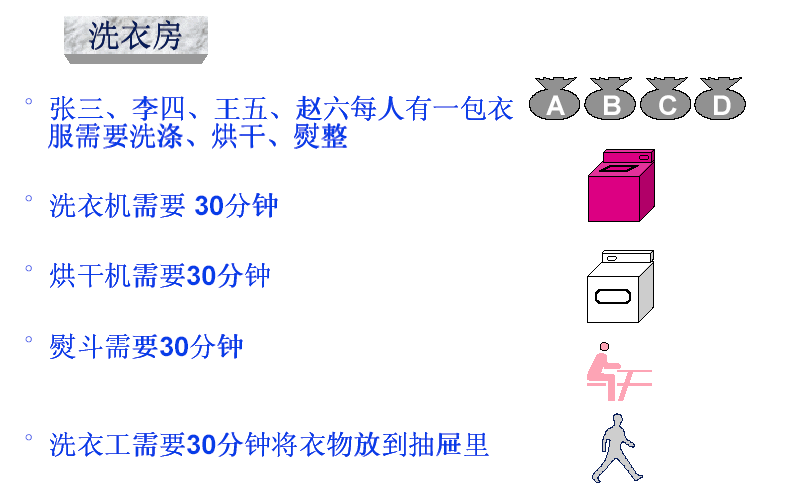 洗衣房
张三、李四、王五、赵六每人有一包衣
服需要洗涤、烘干、熨整
A B C D
洗衣机需要 30分钟
烘干机需要30分钟
熨斗需要30分钟
洗衣工需要30分钟将衣物放到抽屉里